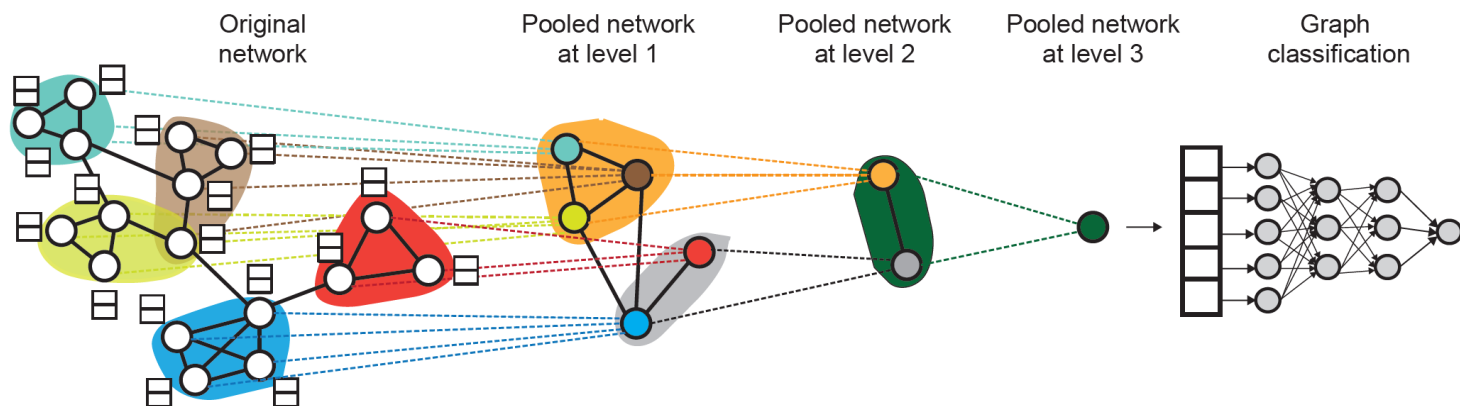 Original
network
Pooled network
at level 1
Pooled network
at level 2
Pooled network
at level 3
Graph
classification